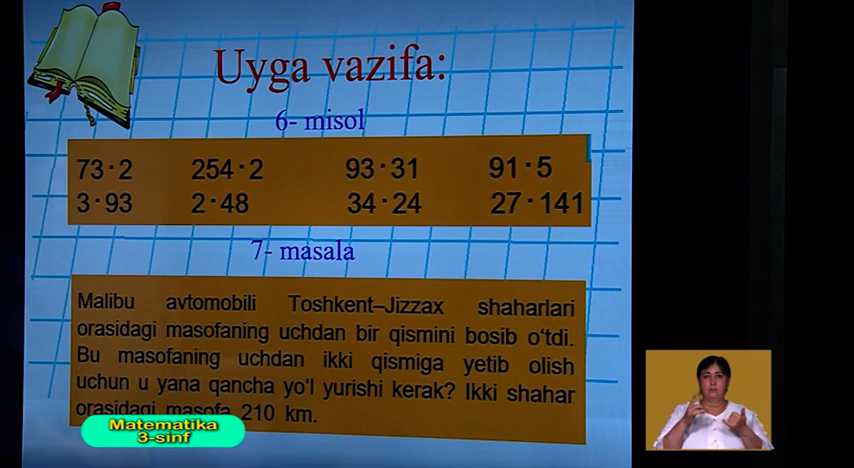 Uyga vazifa:
6- misol
73·2 254·2 93·31 91·5
3·93 2·48 34·24 27·141
7- masala
Malibu avtomobili Toshkent–Jizzax shaharlari
orasidagi masofaning uchdan bir qismini bosib o‘tdi.
Bu masofaning uchdan ikki qismiga yetib olish
uchun u yana qancha yo‘l yurishi kerak? Ikki shahar
orasidagi masofa 210 km.
Matematika
3-sinf